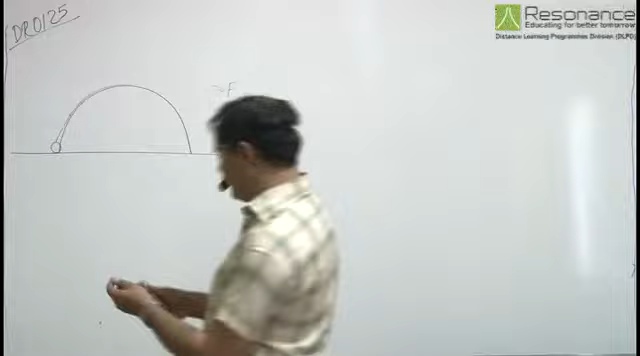 DR0125
Resonance
Educating for better tomorrow
Distance Learning Programmes Division (DLPD)
F